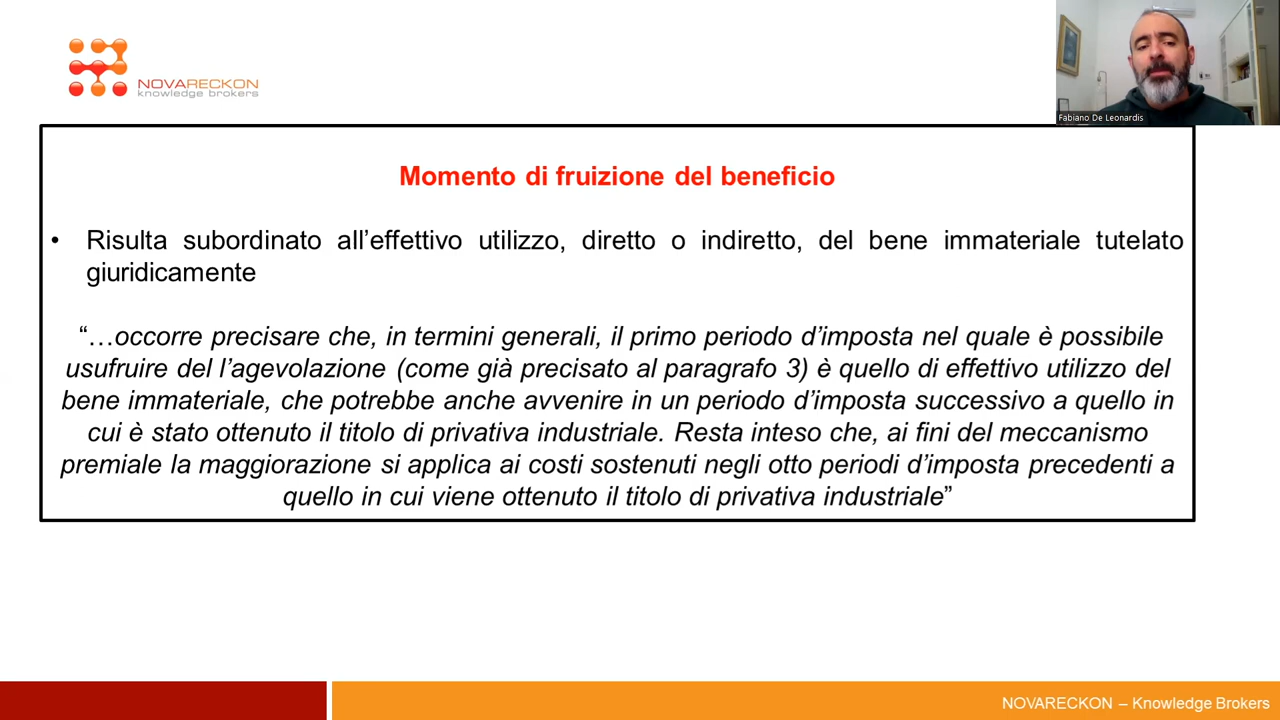 NOVARECKON
knowledge brokers
Fabiano De Leonardis
Momento di fruizione del beneficio
• Risulta subordinato all’effettivo utilizzo, diretto o indiretto, del bene immateriale tutelato
giuridicamente
“…occorre precisare che, in termini generali, il primo periodo d’imposta nel quale è possibile
usufruire del l’agevolazione (come già precisato al paragrafo 3) è quello di effettivo utilizzo del
bene immateriale, che potrebbe anche avvenire in un periodo d’imposta successivo a quello in
cui è stato ottenuto il titolo di privativa industriale. Resta inteso che, ai fini del meccanismo
premiale la maggiorazione si applica ai costi sostenuti negli otto periodi d’imposta precedenti a
quello in cui viene ottenuto il titolo di privativa industriale”
NOVARECKON – Knowledge Brokers